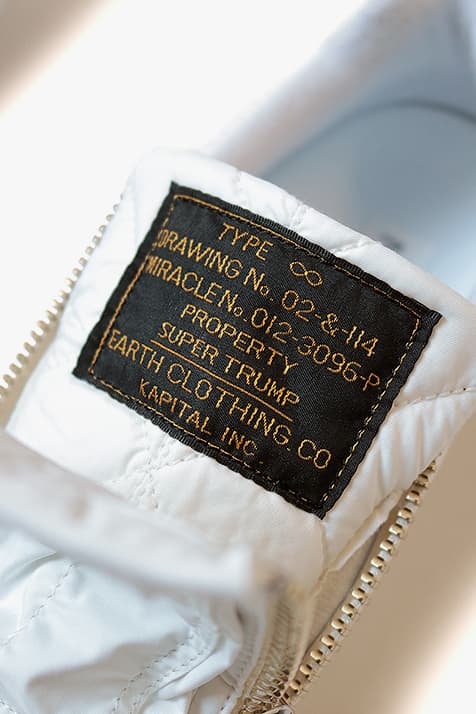 TYPE ∞
DRAWING No. 02-&-114
MIRACLE No. 012-3096-P
PROPERTY
SUPER TRUMP
EARTH CLOTHING. CO
KAPITAL INC.